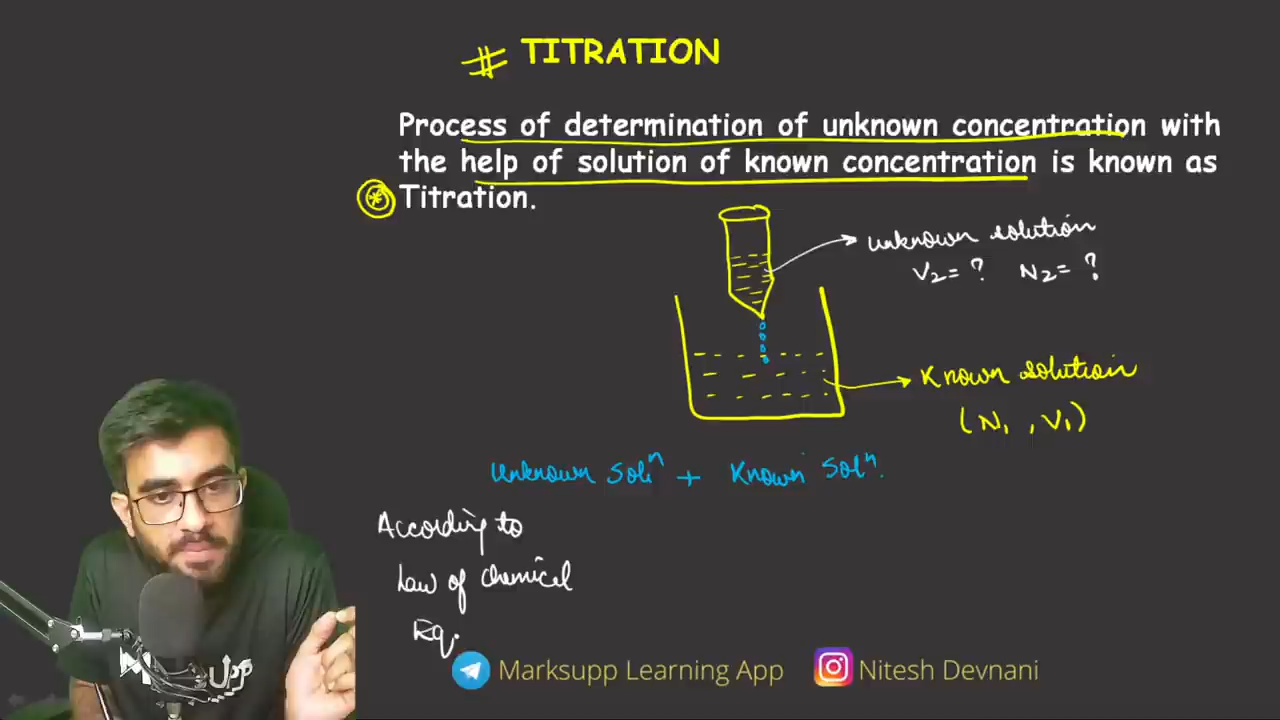 # TITRATION
Process of determination of unknown concentration with
the help of solution of known concentration is known as
Titration.
unknown solution
V2 = ? N2 = ?
Known solution
(N1, V1)
Unknown Solⁿ + Known Solⁿ.
According to
Law of chemical
Eq.
Marksupp Learning App
Nitesh Devnani